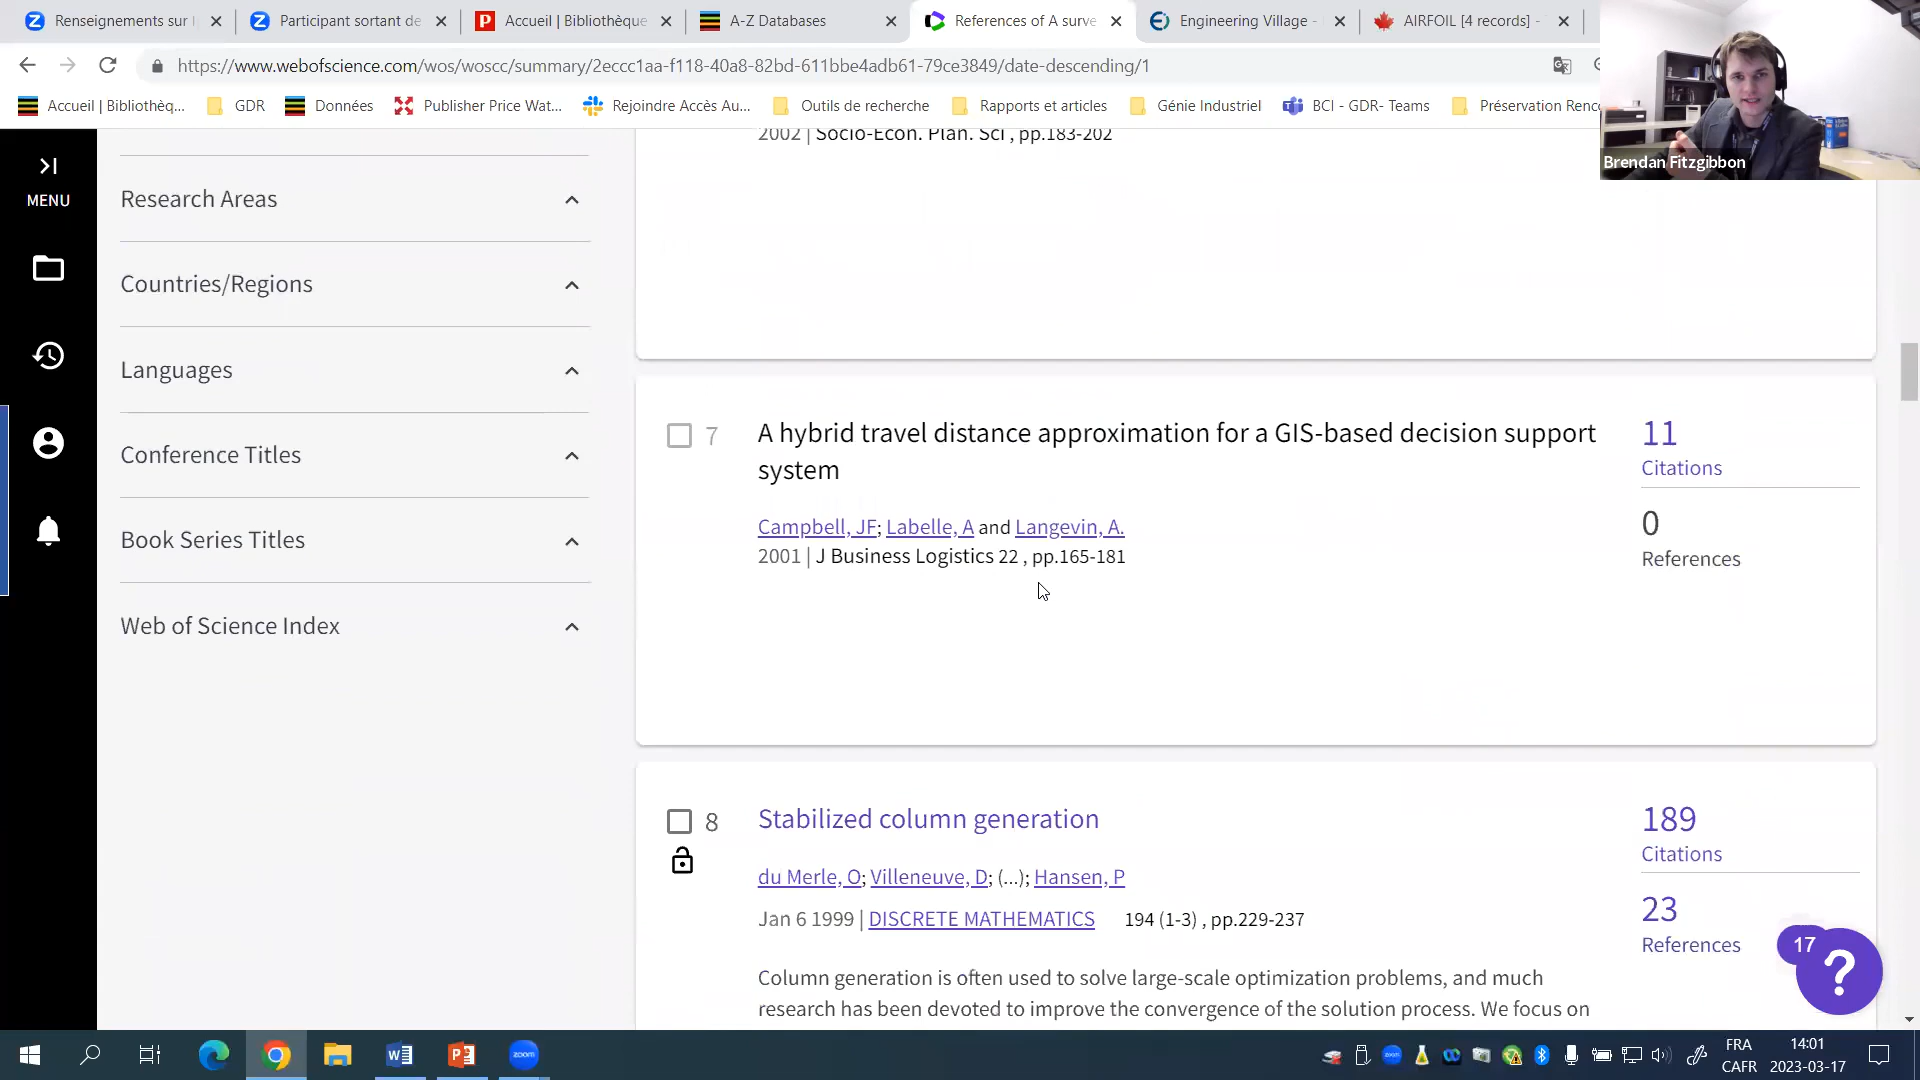 Renseignements sur
Participant sortant de
Accueil | Bibliothèque
A-Z Databases
References of A surve
Engineering Village -
AIRFOIL [4 records] -
https://www.webofscience.com/wos/woscc/summary/2eccc1aa-f118-40a8-82bd-611bbe4adb61-79ce3849/date-descending/1
Accueil | Bibliothèq...
GDR
Données
Publisher Price Wat...
Rejoindre Accès Au...
Outils de recherche
Rapports et articles
Génie Industriel
BCI - GDR- Teams
Préservation Renc
Brendan Fitzgibbon
MENU
Research Areas
Countries/Regions
Languages
Conference Titles
Book Series Titles
Web of Science Index
2002 | Socio-Econ. Plan. Sci , pp.183-202
7
A hybrid travel distance approximation for a GIS-based decision support
system
Campbell, JF; Labelle, A and Langevin, A.
2001 | J Business Logistics 22 , pp.165-181
11
Citations
0
References
8
Stabilized column generation
du Merle, O; Villeneuve, D; (...); Hansen, P
Jan 6 1999 | DISCRETE MATHEMATICS 194 (1-3) , pp.229-237
Column generation is often used to solve large-scale optimization problems, and much
research has been devoted to improve the convergence of the solution process. We focus on
189
Citations
23
References
17
?
zoom
FRA
CAFR
14:01
2023-03-17